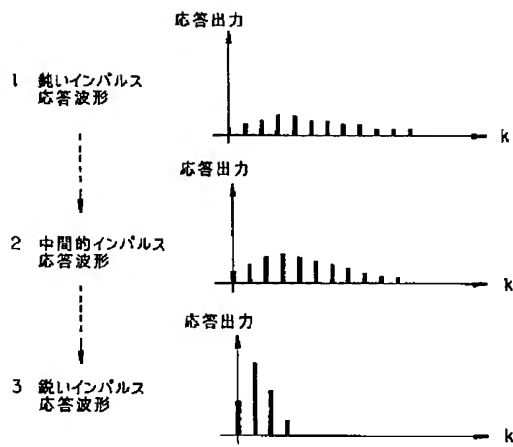 応答出力
1 鈍いインパルス
応答波形
k
応答出力
2 中間的インパルス
応答波形
k
応答出力
3 鋭いインパルス
応答波形
k